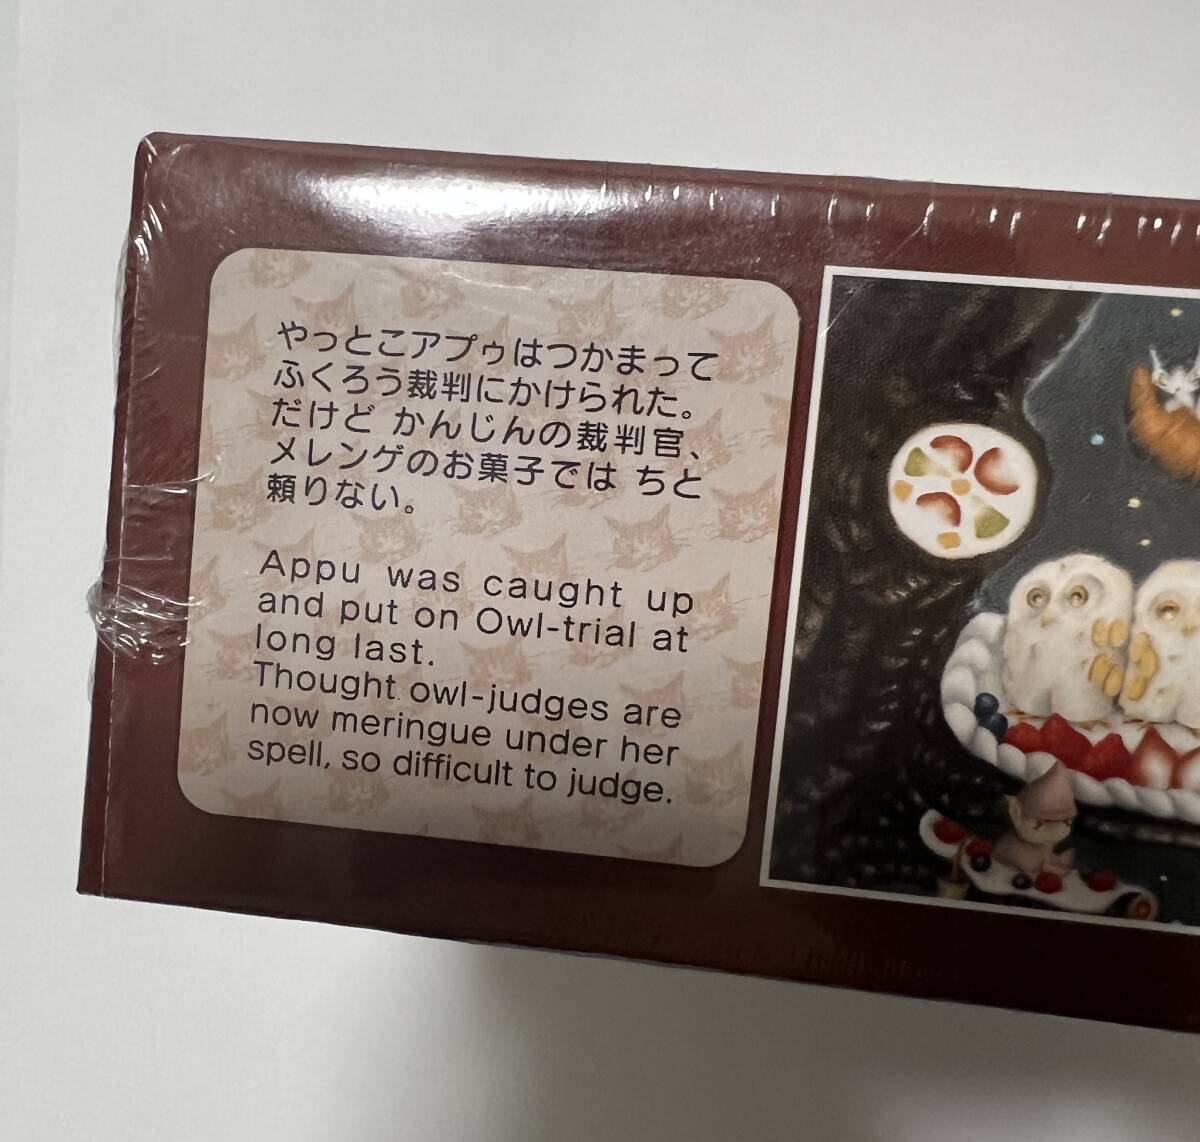 やっとこアプゥはつかまって
ふくろう裁判にかけられた。
だけど かんじんの裁判官、
メレンゲのお菓子では ちと
頼りない。
Appu was caught up
and put on Owl-trial at
long last.
Thought owl-judges are
now meringue under her
spell, so difficult to judge.